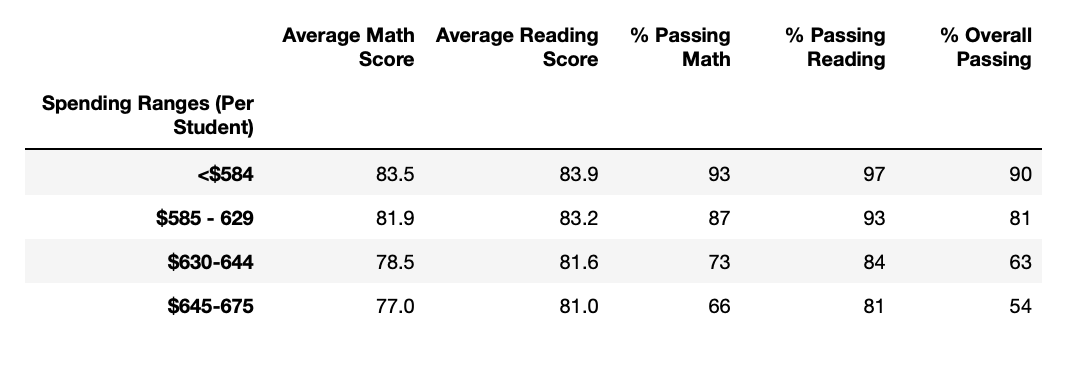 Average Math Score Average Reading Score % Passing Math % Passing Reading % Overall Passing
Spending Ranges (Per Student)
<$584 83.5 83.9 93 97 90
$585 - 629 81.9 83.2 87 93 81
$630-644 78.5 81.6 73 84 63
$645-675 77.0 81.0 66 81 54